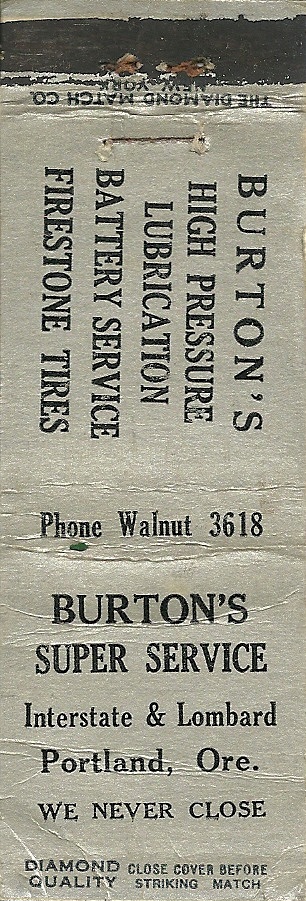 THE DIAMOND MATCH CO.
NEW YORK
BURTON'S
HIGH PRESSURE
LUBRICATION
BATTERY SERVICE
FIRESTONE TIRES
Phone Walnut 3618
BURTON'S
SUPER SERVICE
Interstate & Lombard
Portland, Ore.
WE NEVER CLOSE
DIAMOND QUALITY
CLOSE COVER BEFORE STRIKING MATCH